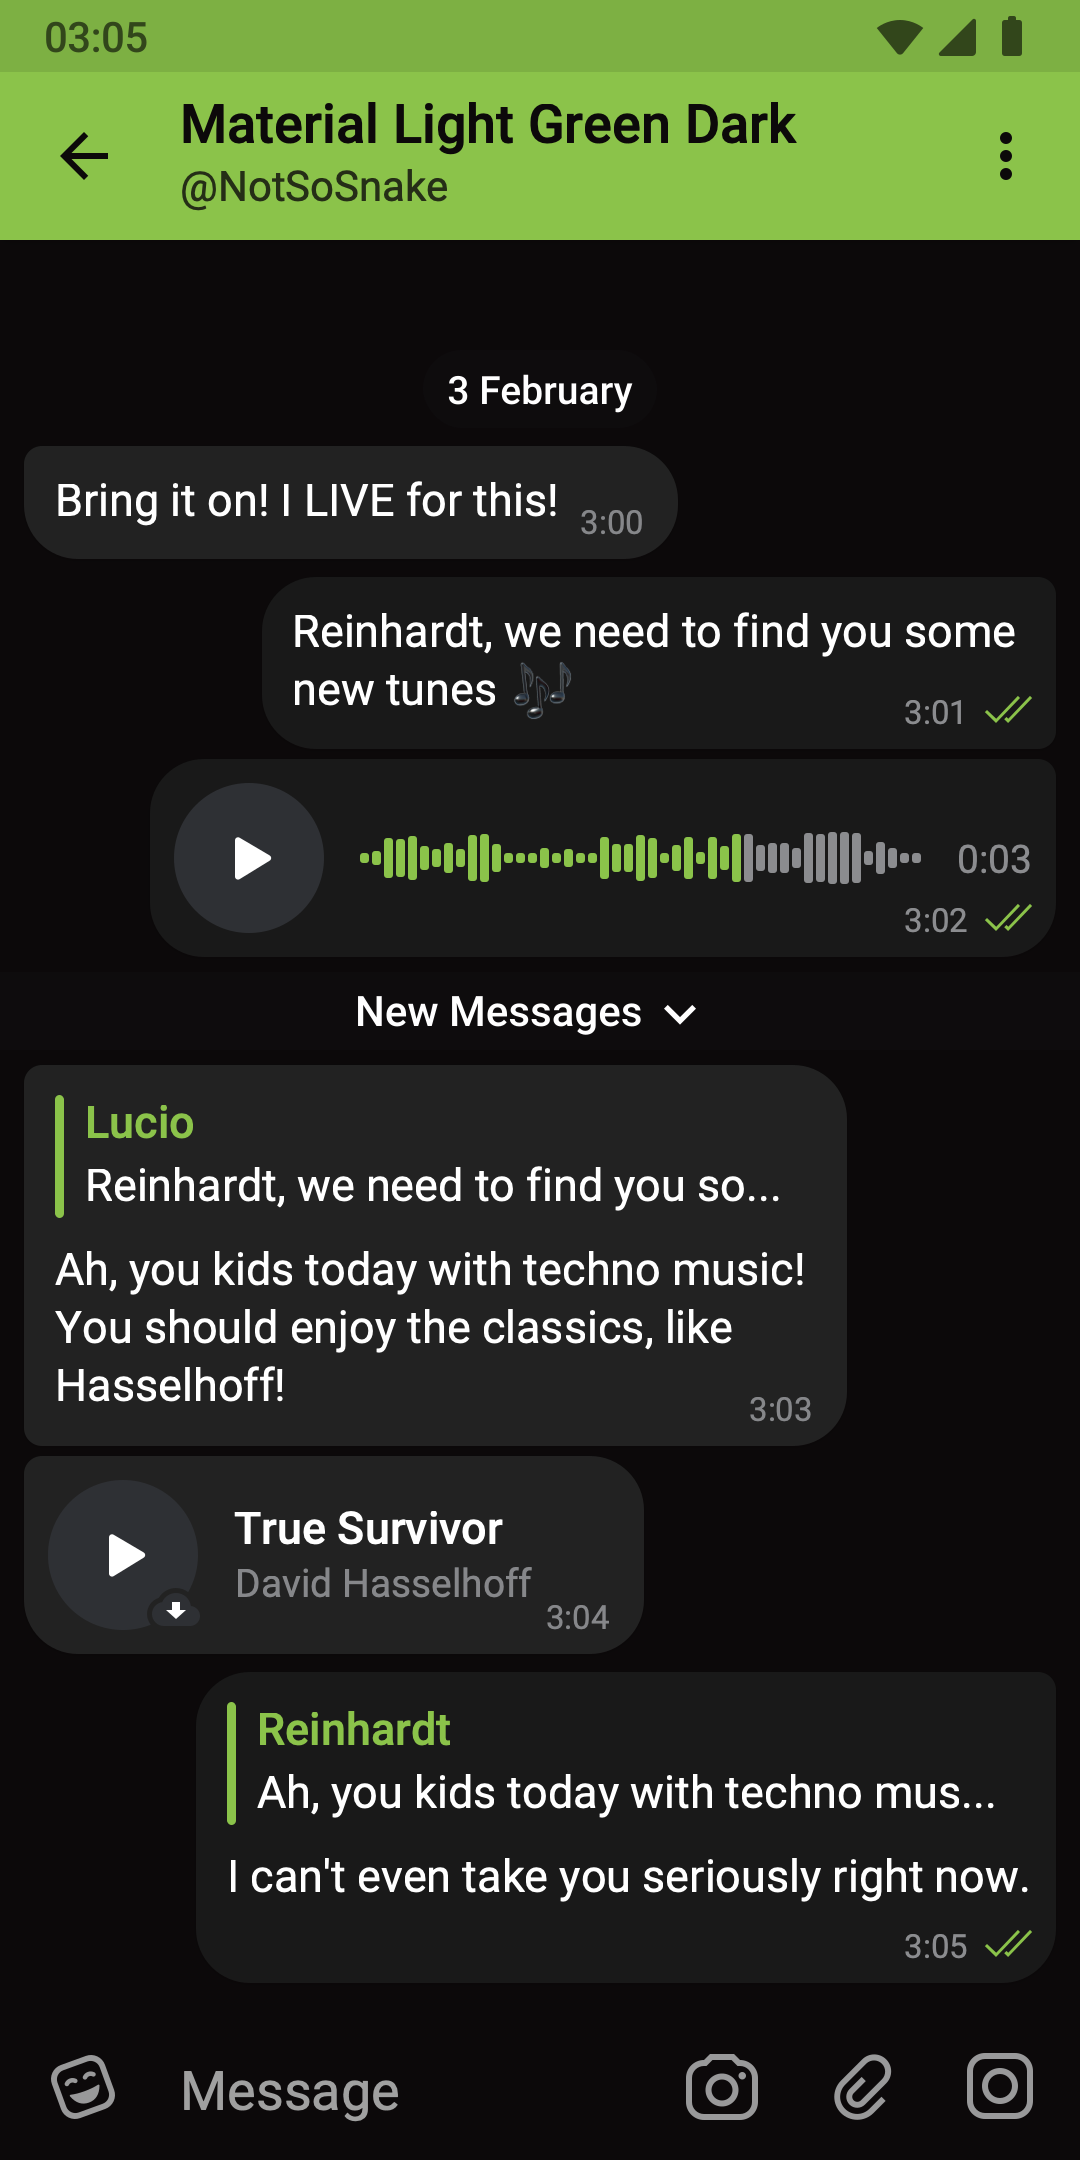 03:05
Material Light Green Dark
@NotSoSnake
3 February
Bring it on! I LIVE for this!
3:00
Reinhardt, we need to find you some
new tunes 🎶
3:01
0:03
3:02
New Messages
Lucio
Reinhardt, we need to find you so...
Ah, you kids today with techno music!
You should enjoy the classics, like
Hasselhoff!
3:03
True Survivor
David Hasselhoff
3:04
Reinhardt
Ah, you kids today with techno mus...
I can't even take you seriously right now.
3:05
Message